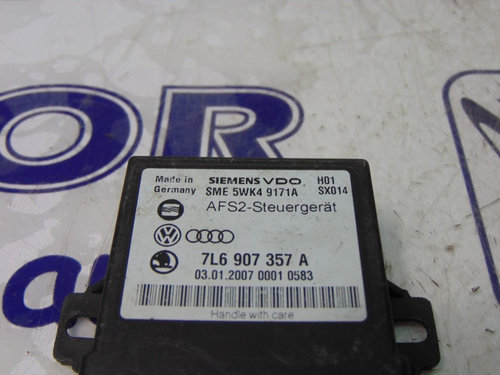 OR
Made in SIEMENS VDO H01
Germany SME 5WK4 9171A SX014
AFS2-Steuergerät
7L6 907 357 A
03.01.2007 0001 0583
Handle with care